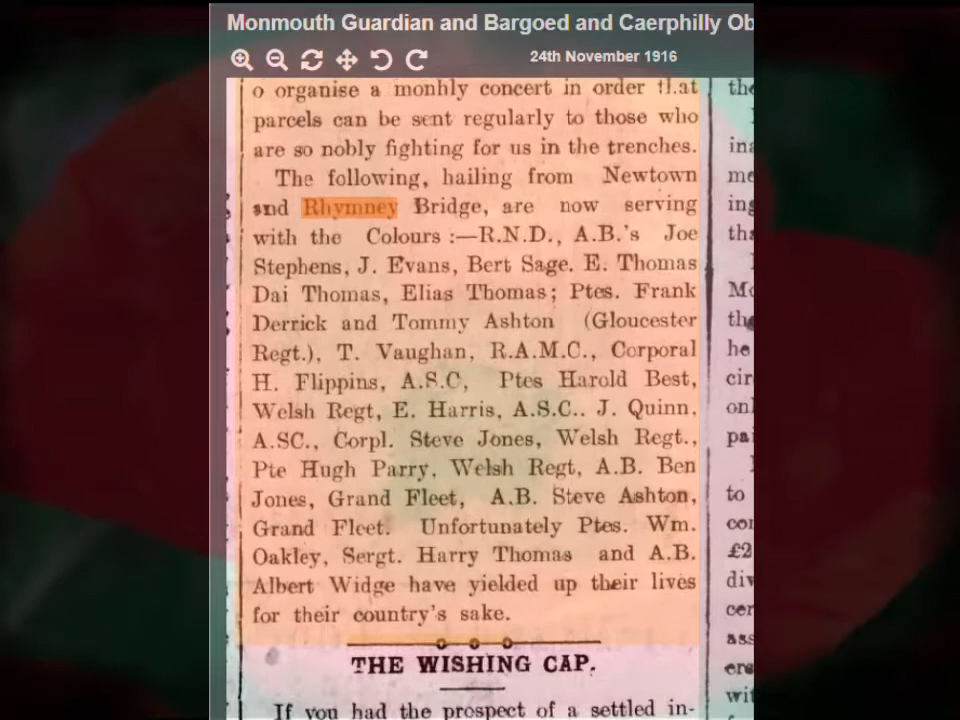 Monmouth Guardian and Bargoed and Caerphilly Ob
24th November 1916
o organise a monhly concert in order that
parcels can be sent regularly to those who
are so nobly fighting for us in the trenches.
The following, hailing from Newtown
and Rhymney Bridge, are now serving
with the Colours :—R.N.D., A.B.'s Joe
Stephens, J. Evans, Bert Sage. E. Thomas
Dai Thomas, Elias Thomas; Ptes. Frank
Derrick and Tommy Ashton (Gloucester
Regt.), T. Vaughan, R.A.M.C., Corporal
H. Flippins, A.S.C, Ptes Harold Best,
Welsh Regt, E. Harris, A.S.C.. J. Quinn,
A.SC., Corpl. Steve Jones, Welsh Regt.,
Pte Hugh Parry, Welsh Regt, A.B. Ben
Jones, Grand Fleet, A.B. Steve Ashton,
Grand Fleet. Unfortunately Ptes. Wm.
Oakley, Sergt. Harry Thomas and A.B.
Albert Widge have yielded up their lives
for their country's sake.
THE WISHING CAP.
If you had the prospect of a settled in-